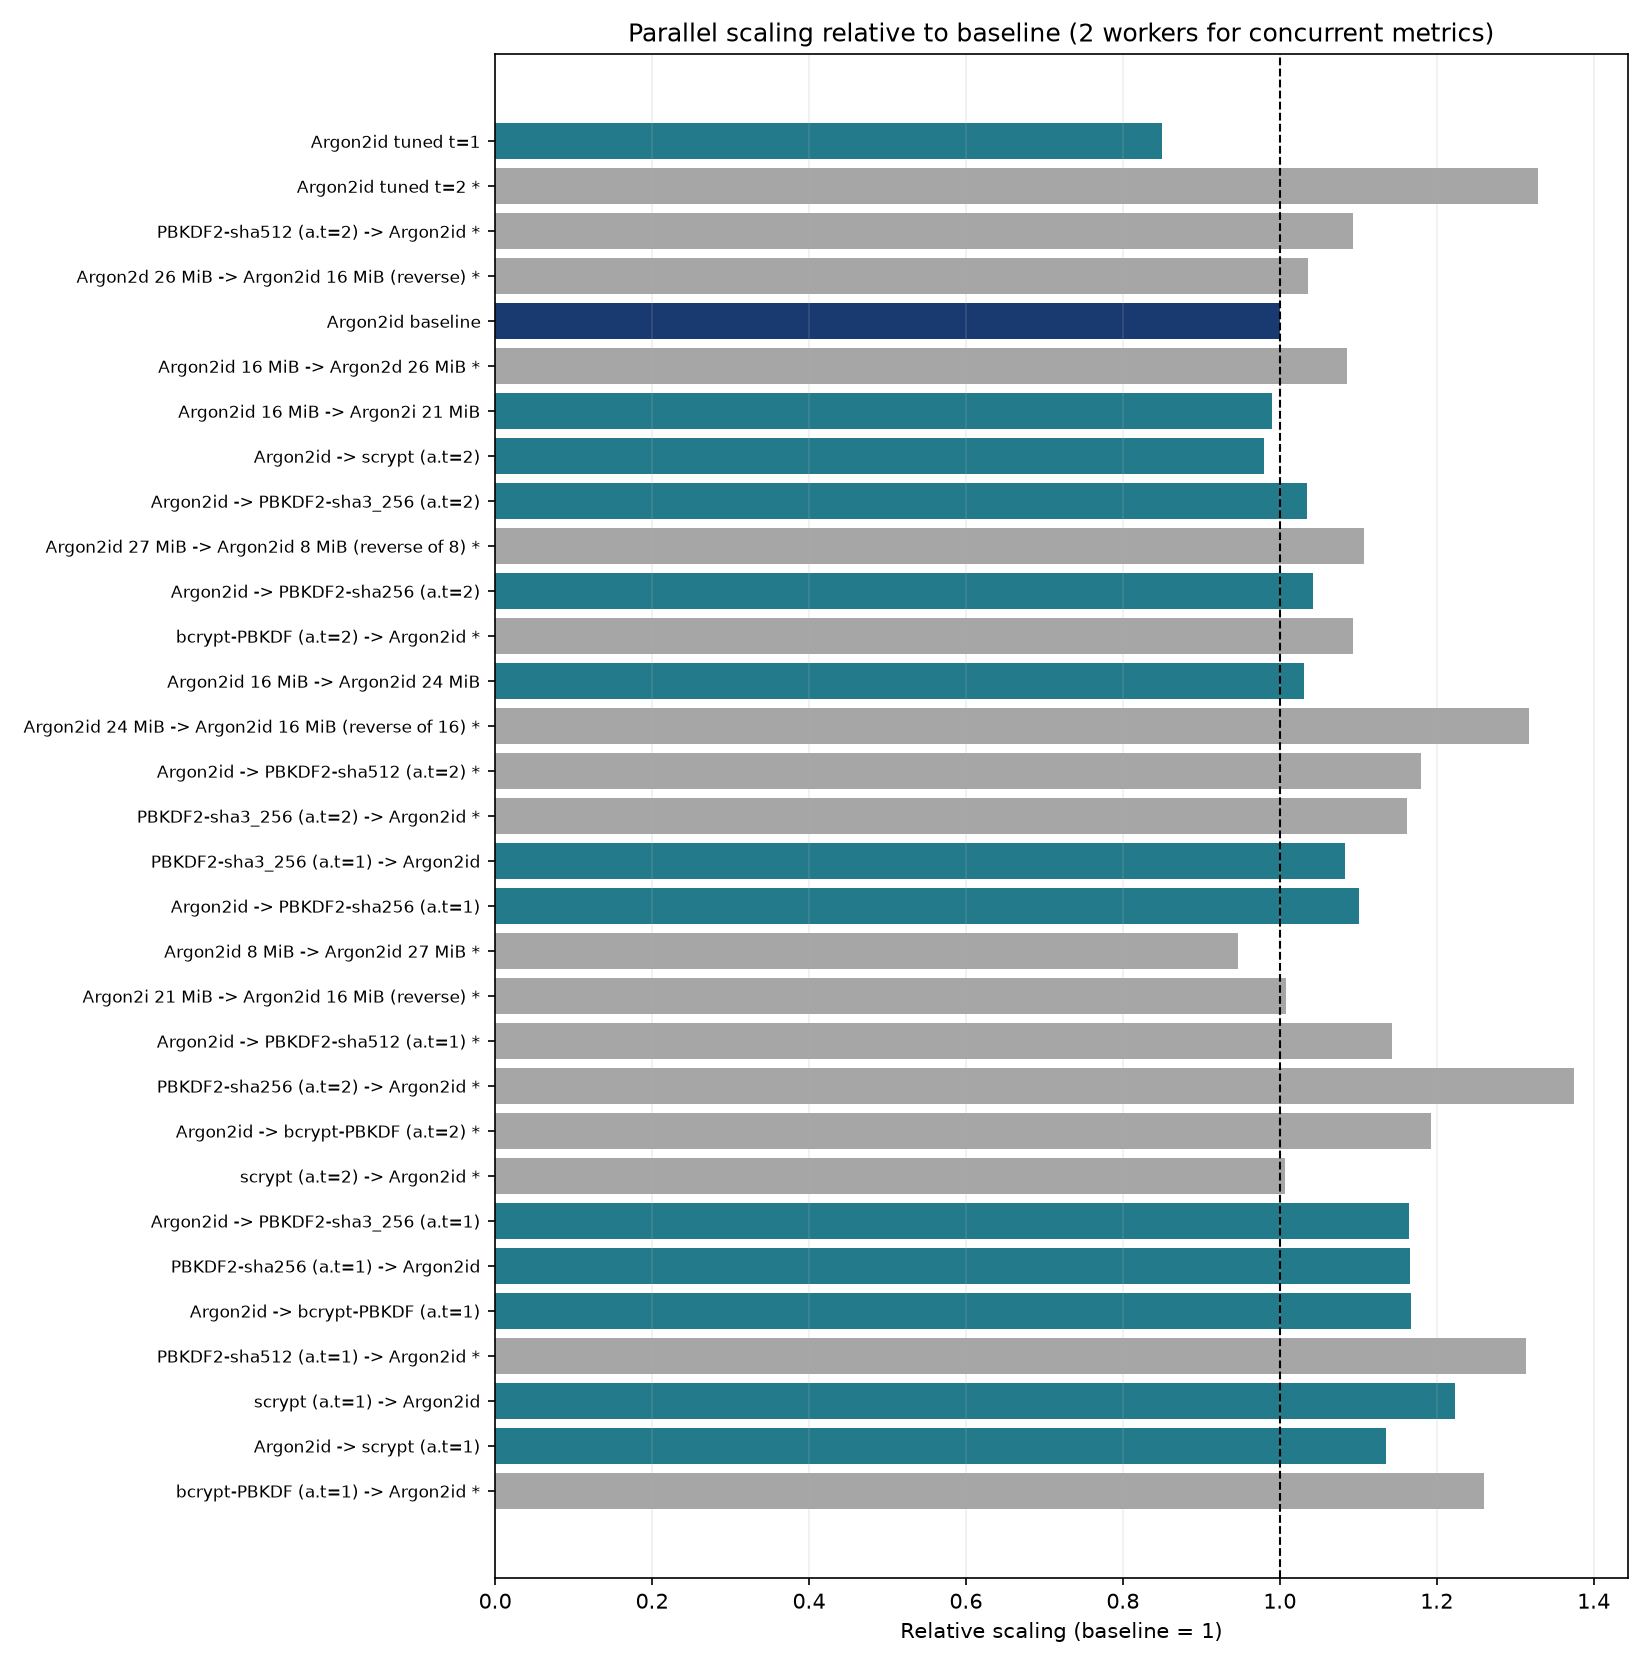 Parallel scaling relative to baseline (2 workers for concurrent metrics)
Argon2id tuned t=1
Argon2id tuned t=2 *
PBKDF2-sha512 (a.t=2) -> Argon2id *
Argon2d 26 MiB -> Argon2id 16 MiB (reverse) *
Argon2id baseline
Argon2id 16 MiB -> Argon2d 26 MiB *
Argon2id 16 MiB -> Argon2i 21 MiB
Argon2id -> scrypt (a.t=2)
Argon2id -> PBKDF2-sha3_256 (a.t=2)
Argon2id 27 MiB -> Argon2id 8 MiB (reverse of 8) *
Argon2id -> PBKDF2-sha256 (a.t=2)
bcrypt-PBKDF (a.t=2) -> Argon2id *
Argon2id 16 MiB -> Argon2id 24 MiB
Argon2id 24 MiB -> Argon2id 16 MiB (reverse of 16) *
Argon2id -> PBKDF2-sha512 (a.t=2) *
PBKDF2-sha3_256 (a.t=2) -> Argon2id *
PBKDF2-sha3_256 (a.t=1) -> Argon2id
Argon2id -> PBKDF2-sha256 (a.t=1)
Argon2id 8 MiB -> Argon2id 27 MiB *
Argon2i 21 MiB -> Argon2id 16 MiB (reverse) *
Argon2id -> PBKDF2-sha512 (a.t=1) *
PBKDF2-sha256 (a.t=2) -> Argon2id *
Argon2id -> bcrypt-PBKDF (a.t=2) *
scrypt (a.t=2) -> Argon2id *
Argon2id -> PBKDF2-sha3_256 (a.t=1)
PBKDF2-sha256 (a.t=1) -> Argon2id
Argon2id -> bcrypt-PBKDF (a.t=1)
PBKDF2-sha512 (a.t=1) -> Argon2id *
scrypt (a.t=1) -> Argon2id
Argon2id -> scrypt (a.t=1)
bcrypt-PBKDF (a.t=1) -> Argon2id *
0.0 0.2 0.4 0.6 0.8 1.0 1.2 1.4
Relative scaling (baseline = 1)